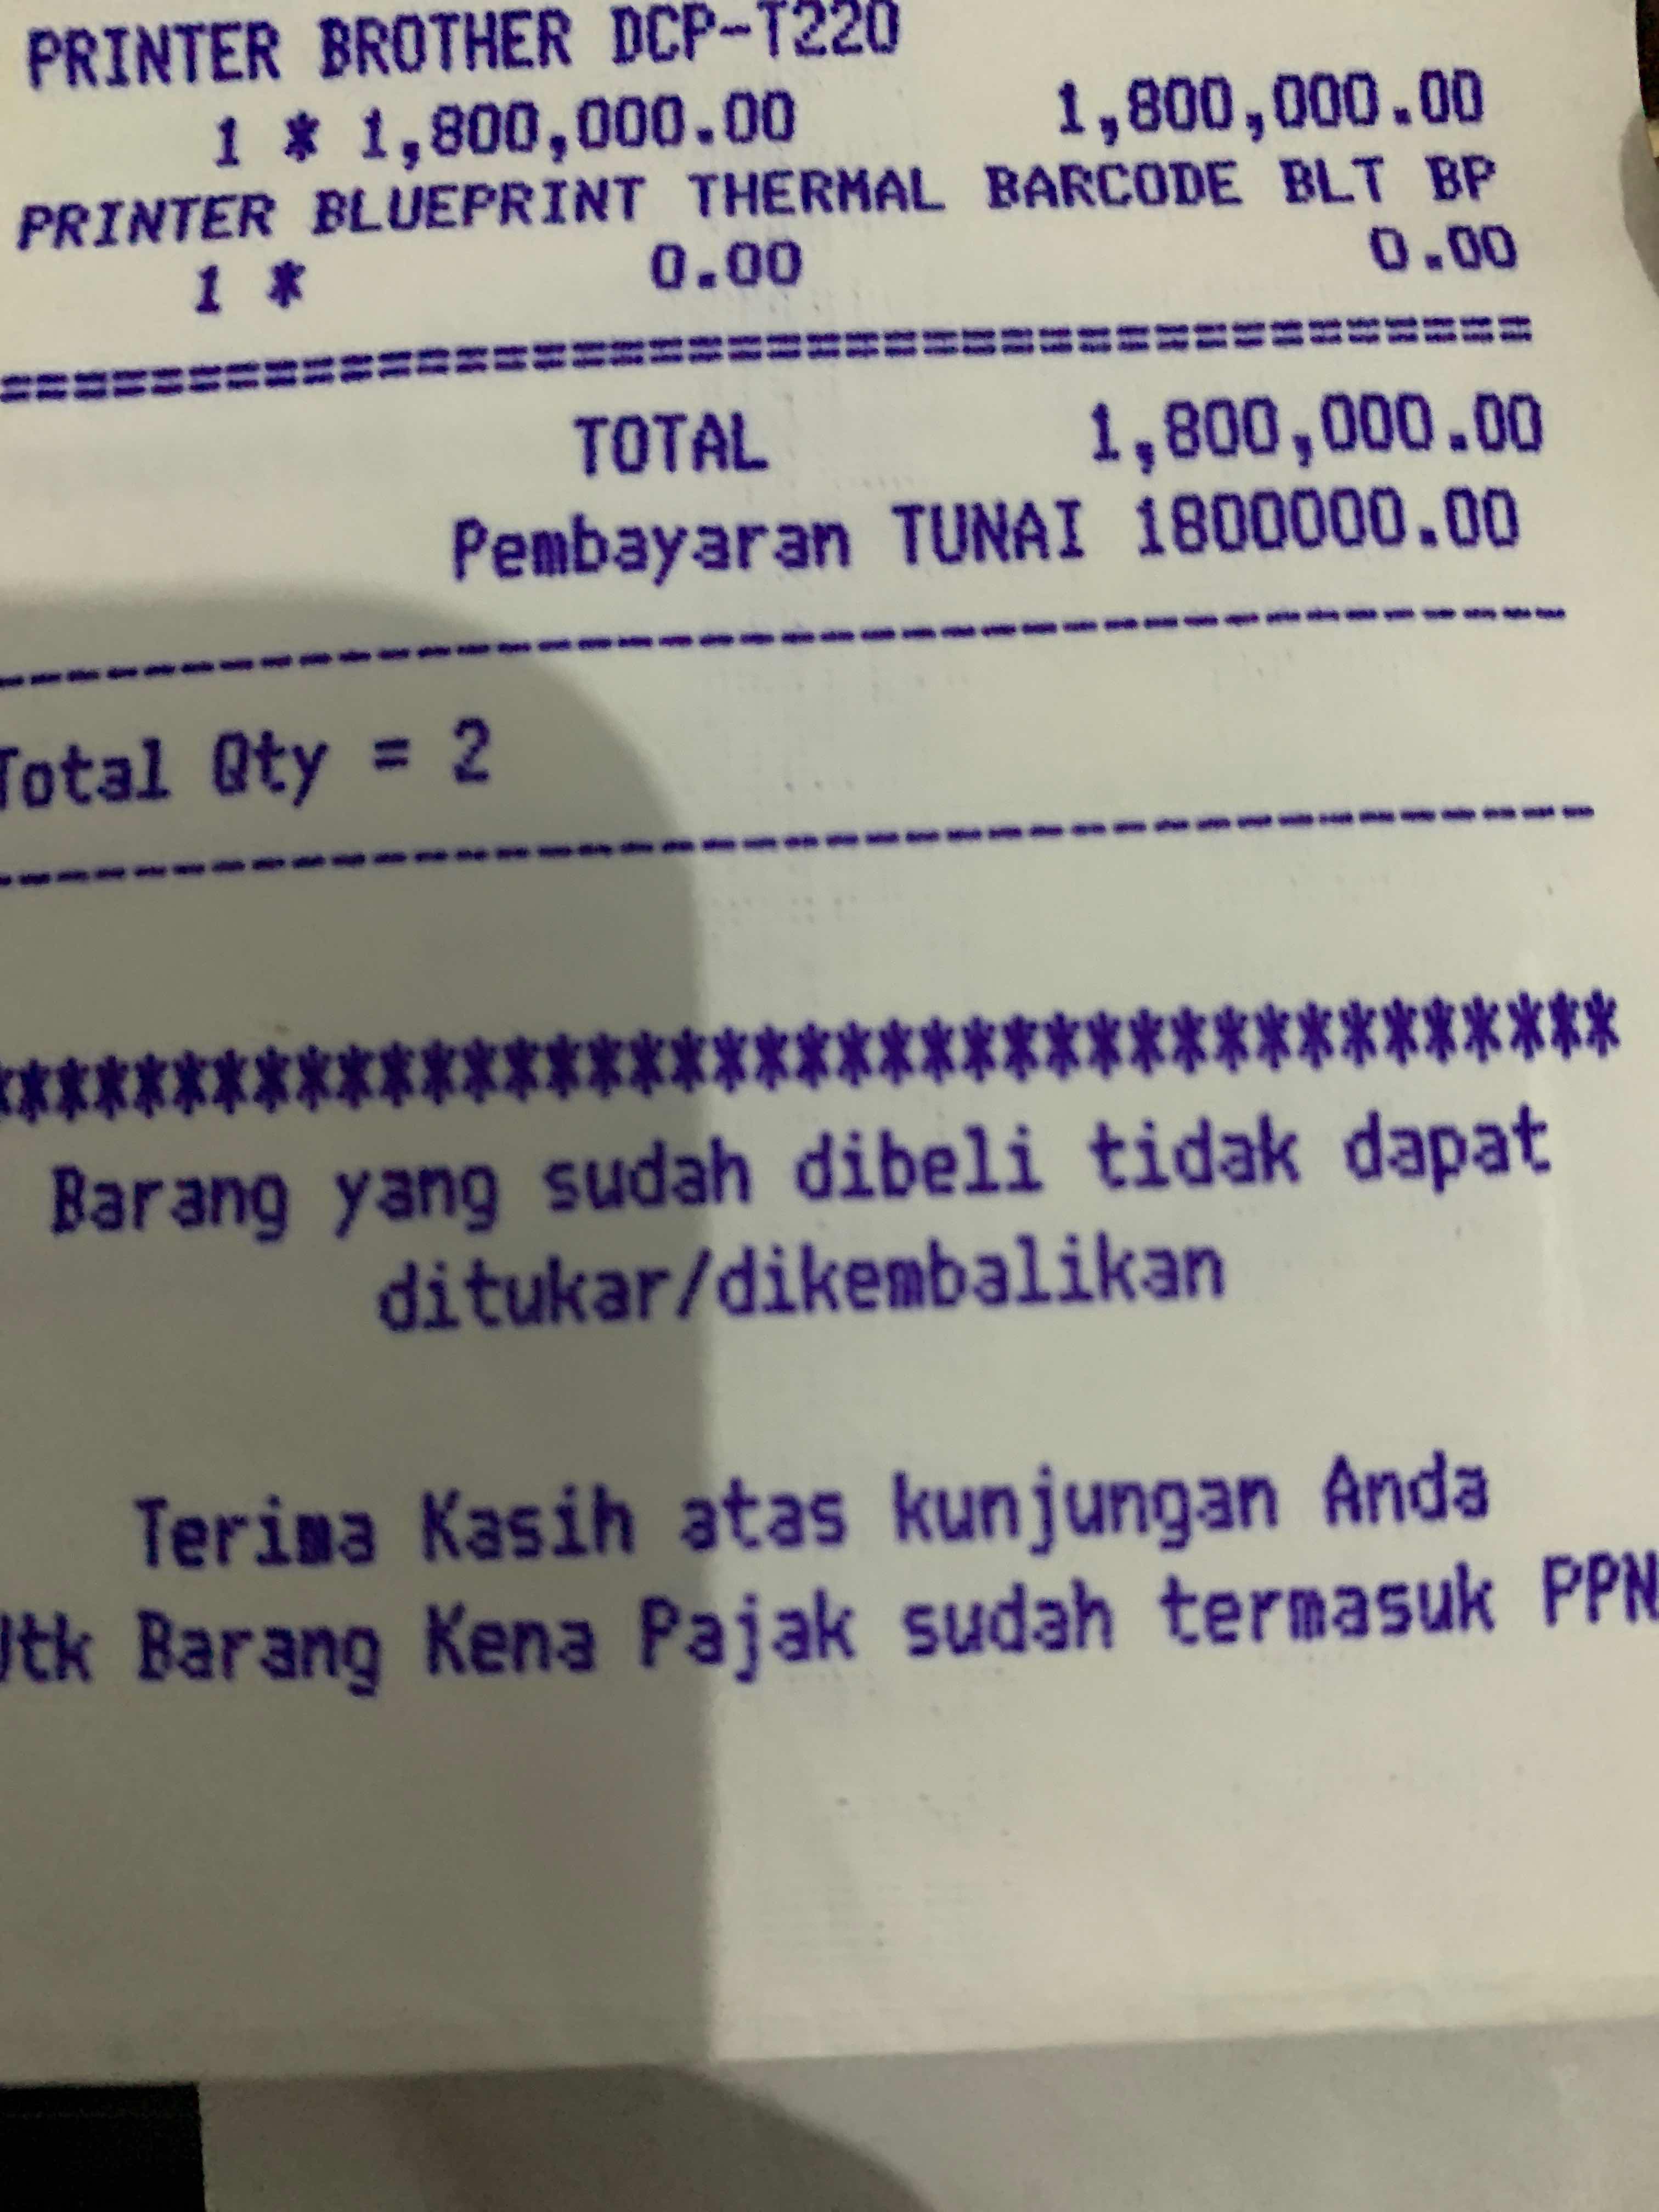 PRINTER BROTHER DCP-T220
1 * 1,800,000.00 1,800,000.00
PRINTER BLUEPRINT THERMAL BARCODE BLT BP
1 * 0.00 0.00
========================================
TOTAL 1,800,000.00
Pembayaran TUNAI 1800000.00
----------------------------------------
Total Qty = 2
----------------------------------------
****************************************
Barang yang sudah dibeli tidak dapat
ditukar/dikembalikan
Terima Kasih atas kunjungan Anda
Utk Barang Kena Pajak sudah termasuk PPN